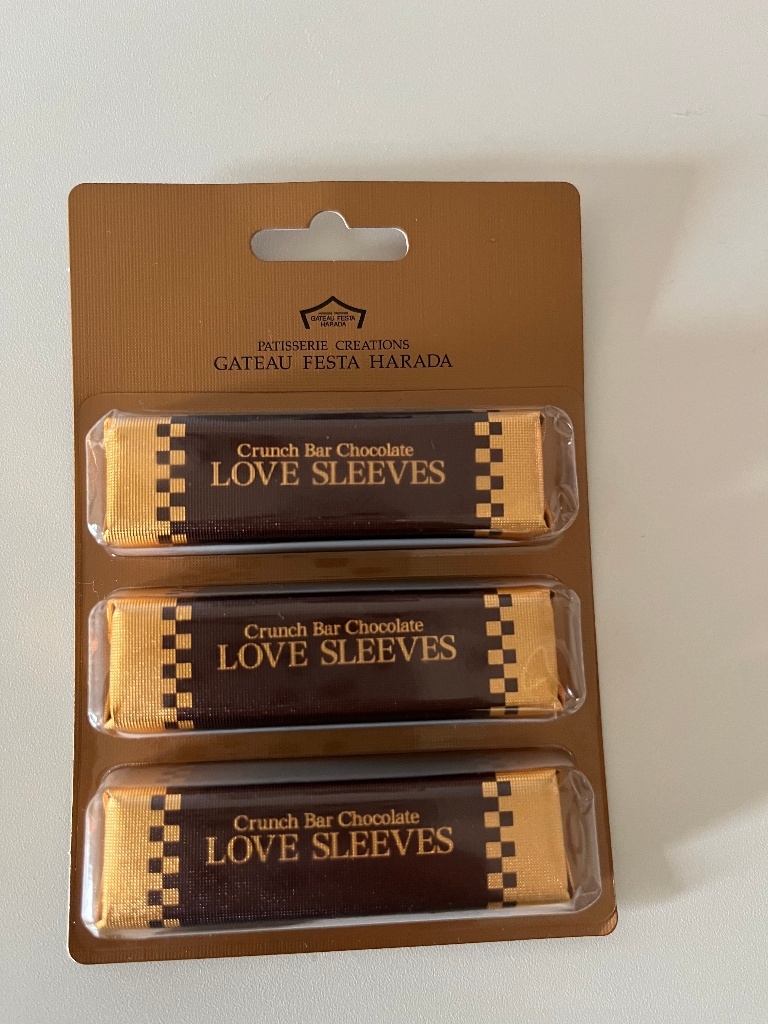 GATEAU FESTA
HARADA
PATISSERIE CREATIONS
GATEAU FESTA HARADA
Crunch Bar Chocolate
LOVE SLEEVES
Crunch Bar Chocolate
LOVE SLEEVES
Crunch Bar Chocolate
LOVE SLEEVES